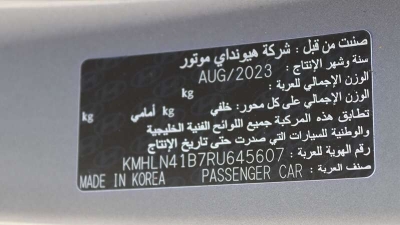 صنيت من قبل : شركة هيونداي موتور
سنة وشهر الإنتاج : AUG/2023
الوزن الإجمالي للعربة : kg
الوزن الإجمالي على كل محور: خلفي kg أمامي kg
تطابق هذه المركبة جميع اللوائح الفنية الخليجية
والوطنية للسيارات التي صدرت حتى تاريخ الإنتاج
رقم الهوية للعربة : KMHLN41B7RU645607
صنف العربة : PASSENGER CAR MADE IN KOREA